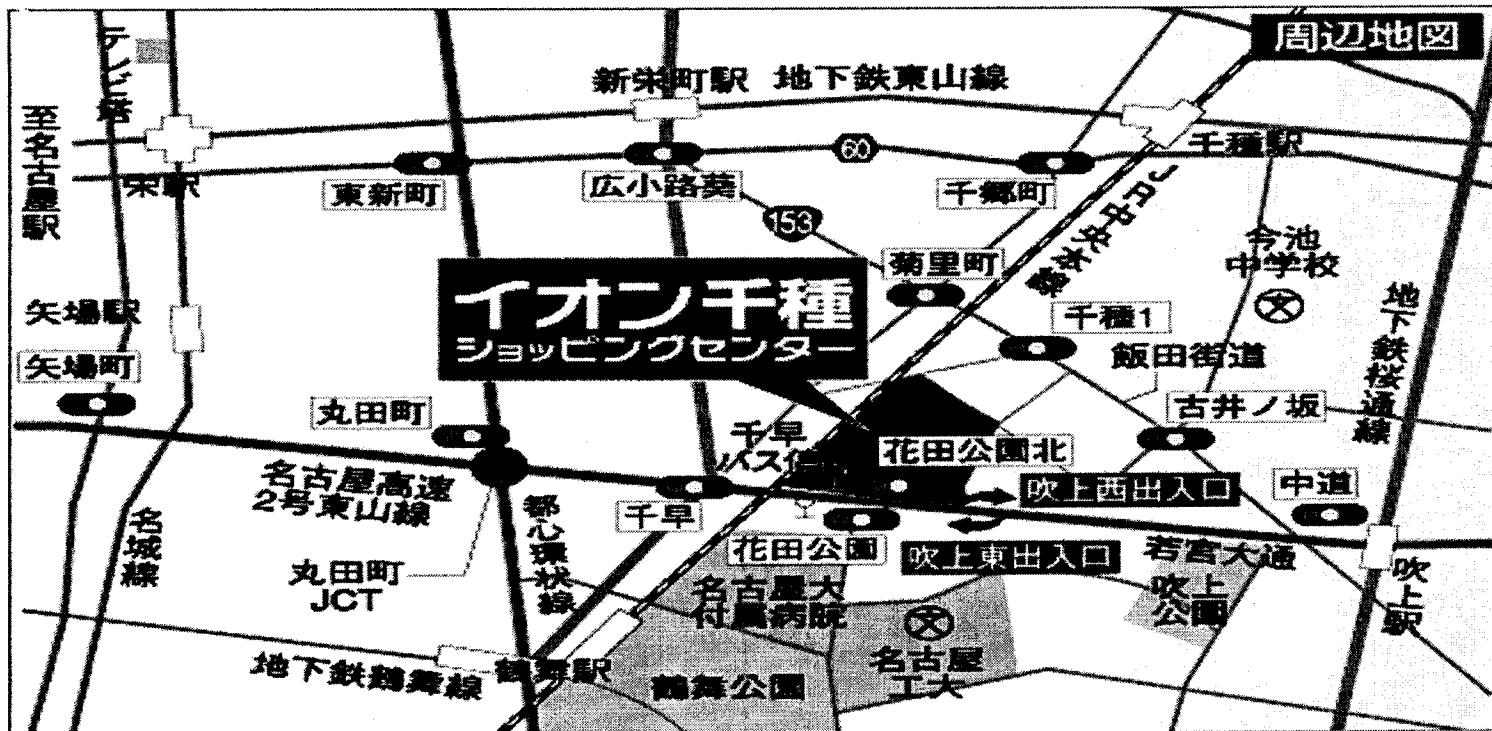 周辺地図
テレビ塔
新栄町駅
地下鉄東山線
至名古屋駅
栄駅
千種駅
60
東新町
広小路葵
千郷町
JR中央本線
153
今池
中学校
菊里町
イオン千種
ショッピングセンター
千種1
飯田街道
地下鉄桜通線
矢場駅
矢場町
丸田町
古井ノ坂
千早
花田公園北
名古屋高速
2号東山線
吹上西出入口
中道
千早
都心環状線
名城線
花田公園
吹上東出入口
若宮大通
丸田町
JCT
名古屋大
付属病院
吹上
公園
吹上駅
名古屋
工大
地下鉄鶴舞線
鶴舞駅
鶴舞公園